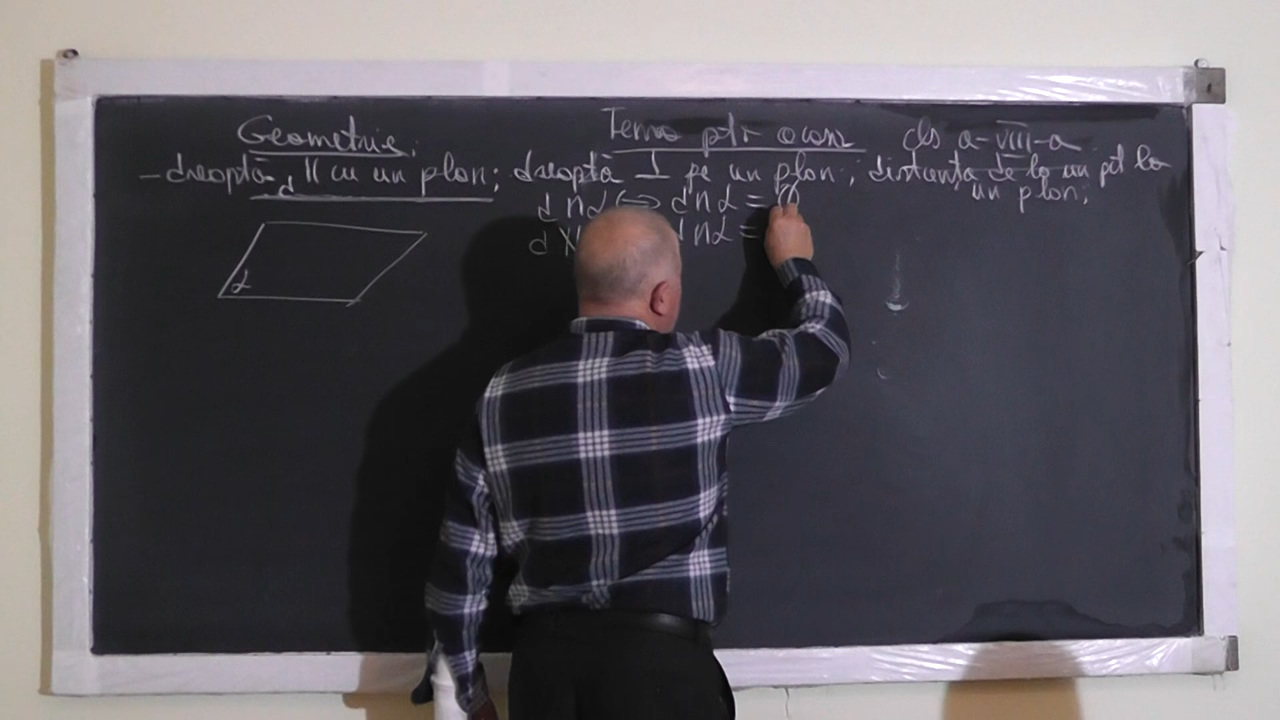 Geometrie. Tema ptr acasă cls a-VIII-a
- dreaptă || cu un plan; dreaptă ⊥ pe un plan; distanța de la un pct la un plan;
d
d ∩ α ⇔ d ∩ α = ∅
d ∦ d ∩ α =
α